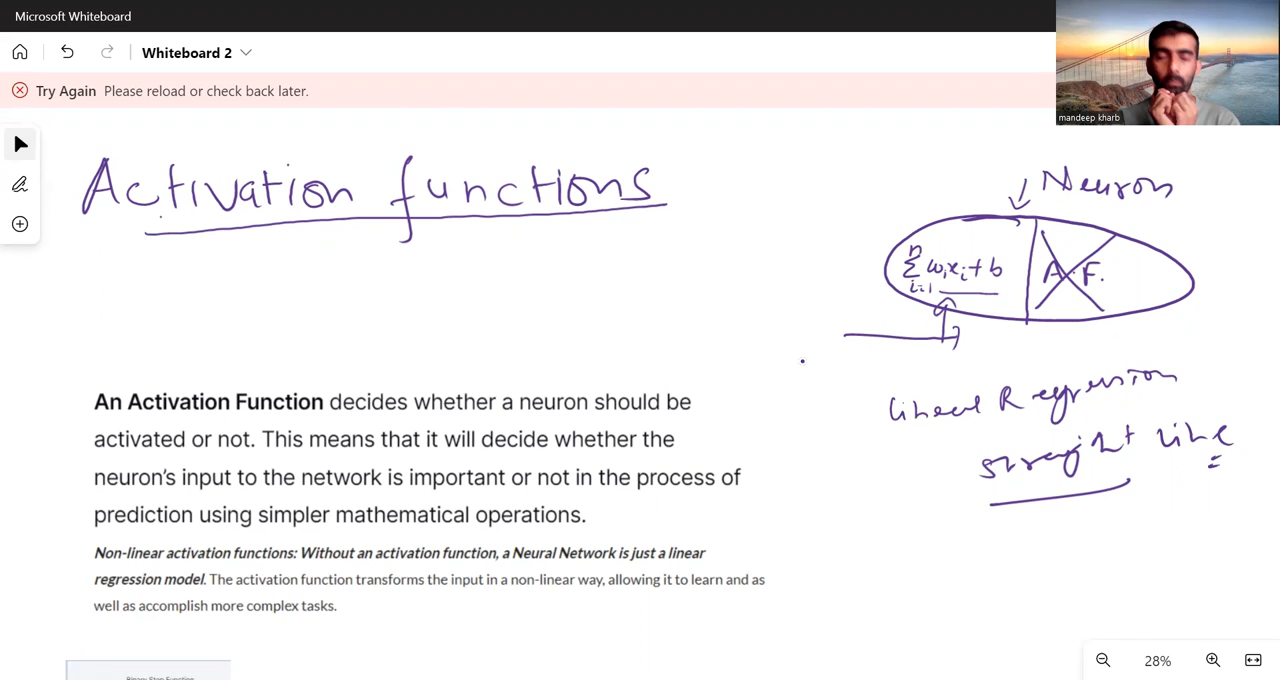 Microsoft Whiteboard
Whiteboard 2
Try Again Please reload or check back later.
mandeep kharb
Activation functions
Neuron
n
∑ wixi + b
i=1
A.F.
An Activation Function decides whether a neuron should be
activated or not. This means that it will decide whether the
neuron's input to the network is important or not in the process of
prediction using simpler mathematical operations.
Non-linear activation functions: Without an activation function, a Neural Network is just a linear
regression model. The activation function transforms the input in a non-linear way, allowing it to learn and as
well as accomplish more complex tasks.
Linear Regression
straight line
Binary Step Function
28%